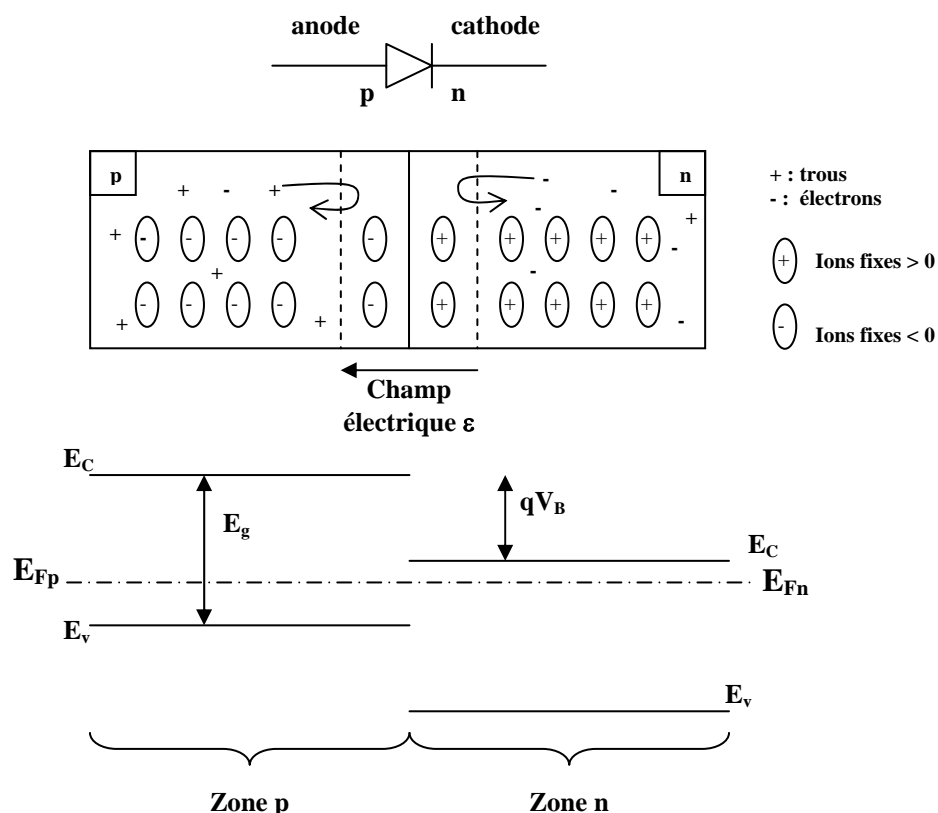 anode cathode
p n
p n
+ : trous
- : électrons
+ - +
-
-
-
+
+
-
- - - - - + + + + + +
+
-
- - - - - + + + + +
+ +
-
+ Ions fixes > 0
- Ions fixes < 0
Champ
électrique ε
E_C
E_g
qV_B
E_C
E_Fp
E_Fn
E_v
E_v
Zone p Zone n